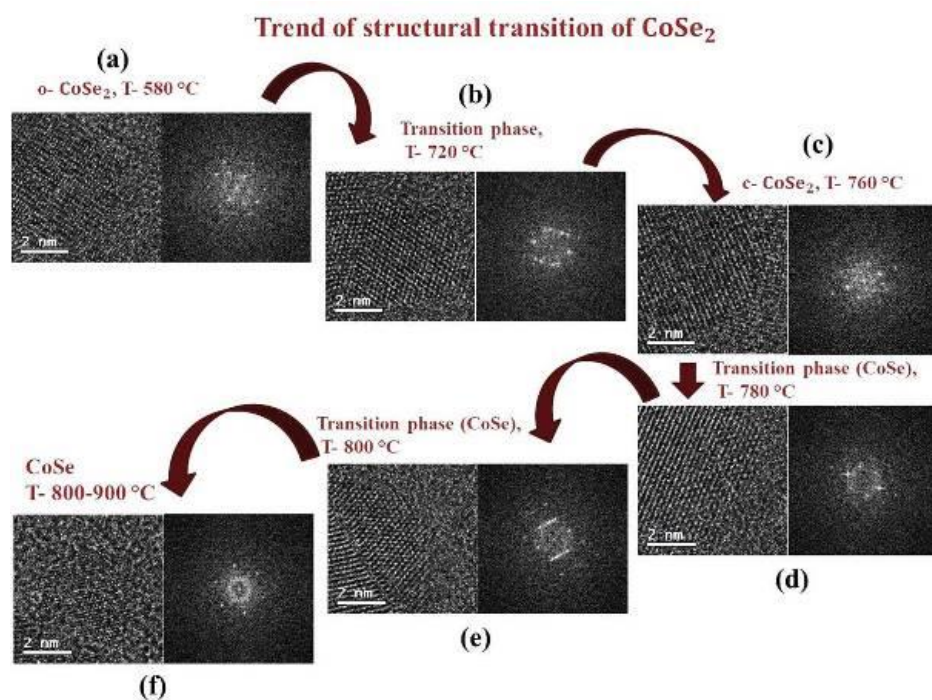 Trend of structural transition of CoSe₂
(a)
o- CoSe₂, T- 580 °C
2 nm
(b)
Transition phase,
T- 720 °C
2 nm
(c)
c- CoSe₂, T- 760 °C
2 nm
Transition phase (CoSe),
T- 780 °C
2 nm
(d)
Transition phase (CoSe),
T- 800 °C
2 nm
(e)
CoSe
T- 800-900 °C
2 nm
(f)